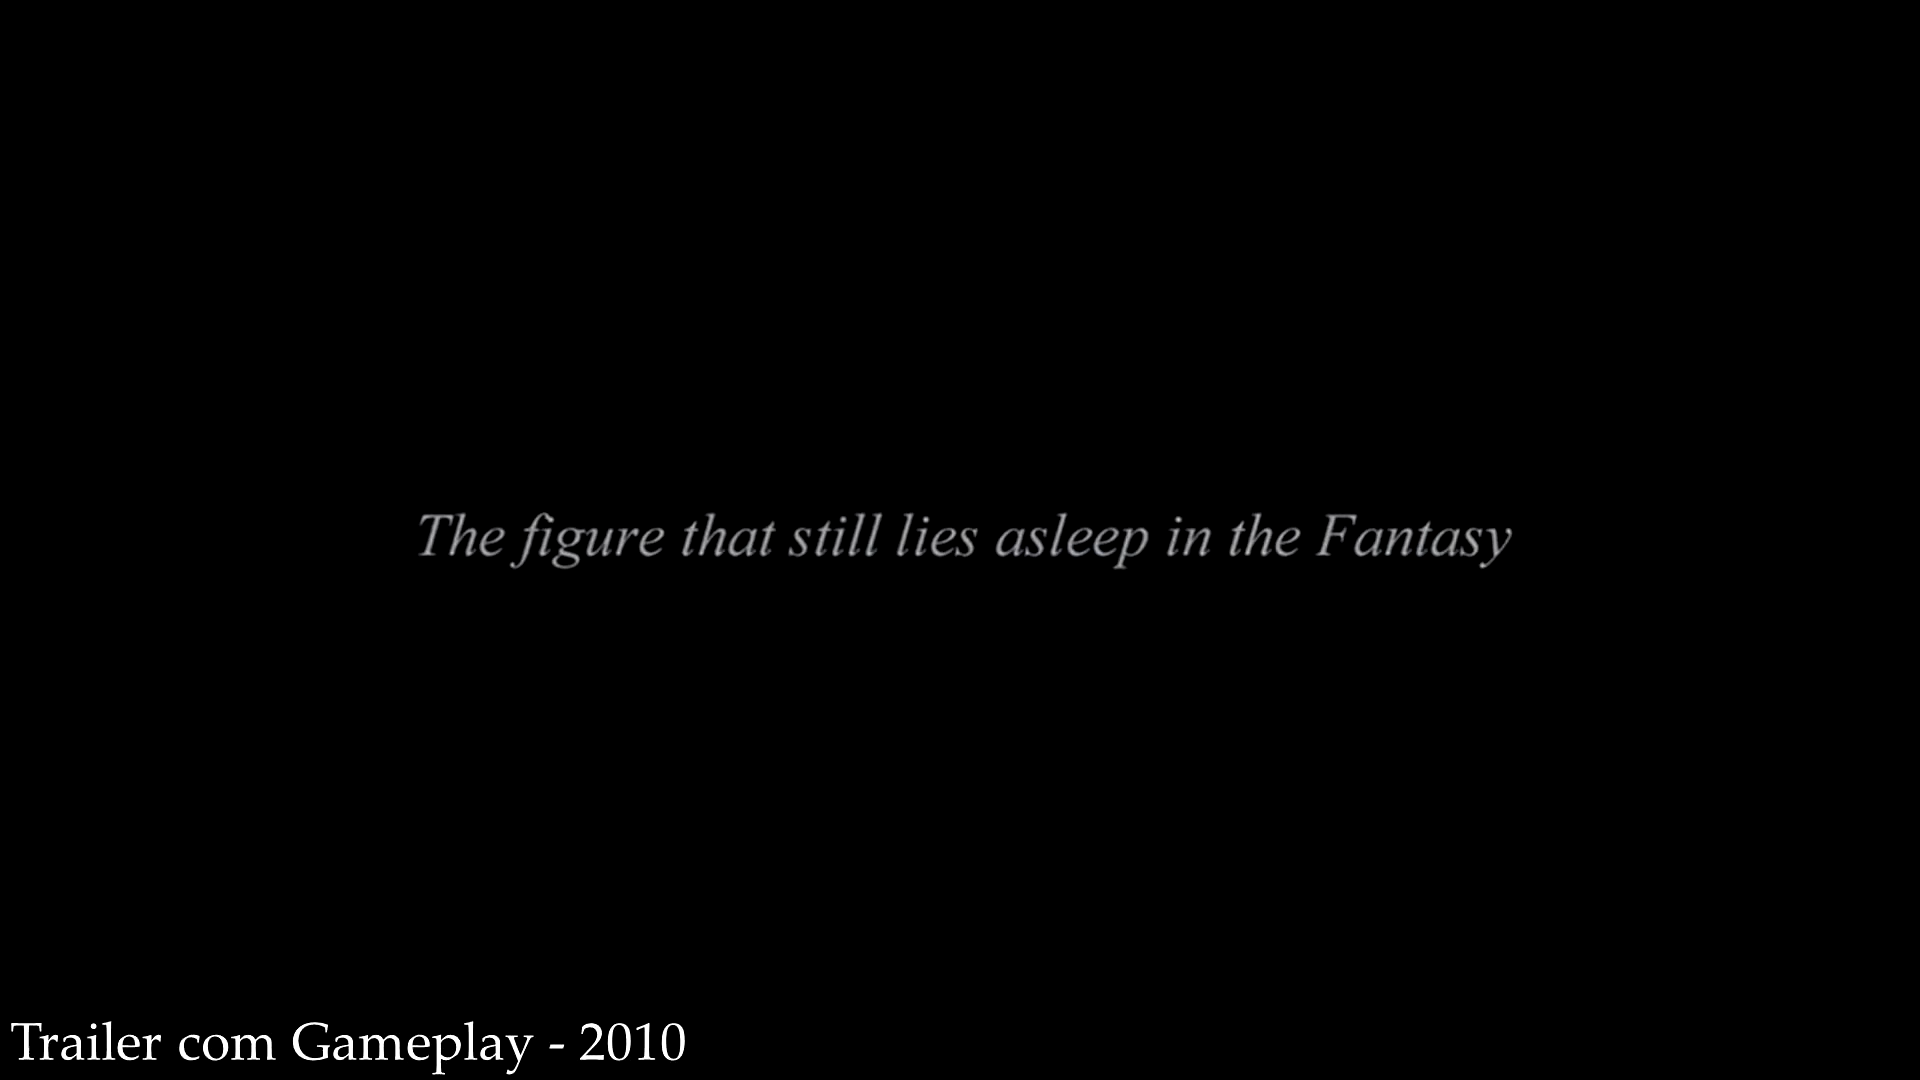 The figure that still lies asleep in the Fantasy
Trailer com Gameplay - 2010